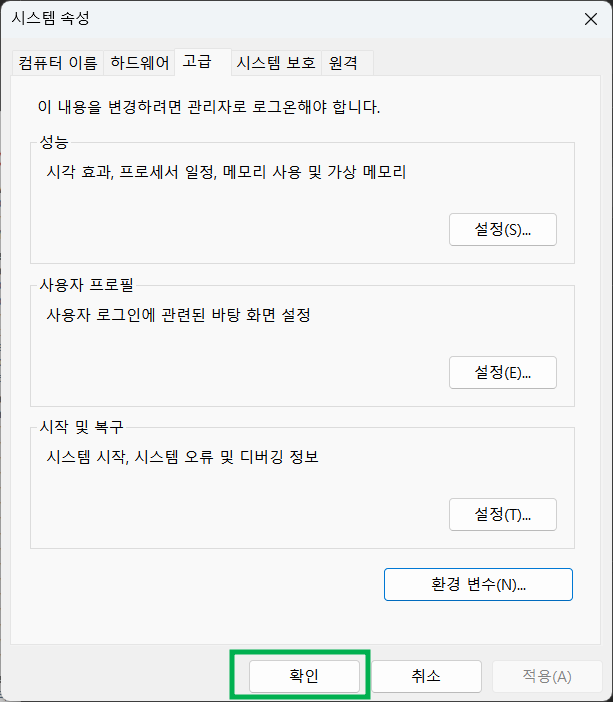 시스템 속성
컴퓨터 이름 하드웨어 고급 시스템 보호 원격
이 내용을 변경하려면 관리자로 로그온해야 합니다.
성능
시각 효과, 프로세서 일정, 메모리 사용 및 가상 메모리
설정(S)...
사용자 프로필
사용자 로그인에 관련된 바탕 화면 설정
설정(E)...
시작 및 복구
시스템 시작, 시스템 오류 및 디버깅 정보
설정(T)...
환경 변수(N)...
확인 취소 적용(A)